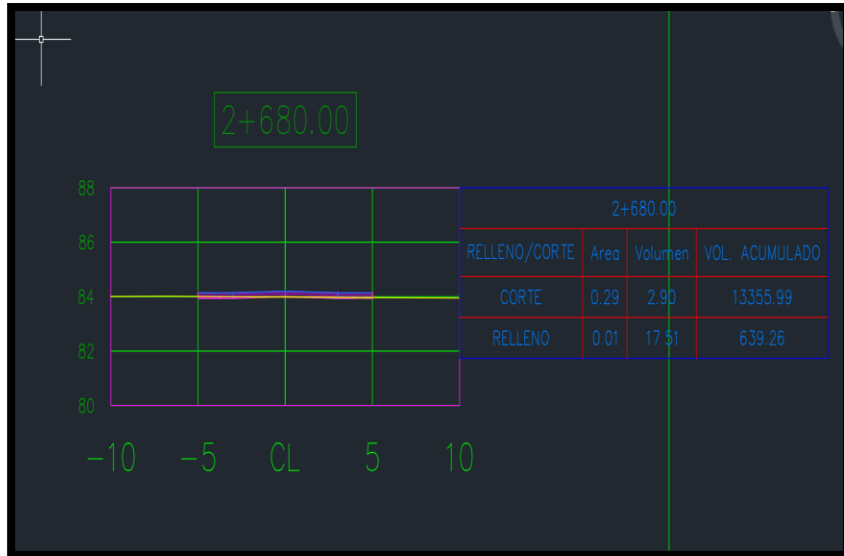 2+680.00
88
86
84
82
80
-10 -5 CL 5 10
2+680.00
RELLENO/CORTE Area Volumen VOL. ACUMULADO
CORTE 0.29 2.90 13355.99
RELLENO 0.01 17.51 639.26